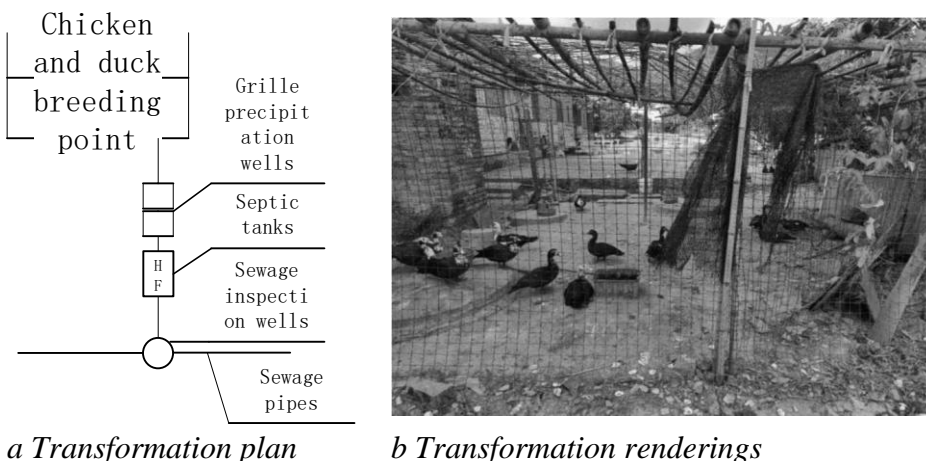 Chicken
and duck
breeding
point
Grille
precipit
ation
wells
Septic
tanks
H
F
Sewage
inspecti
on wells
Sewage
pipes
a Transformation plan
b Transformation renderings